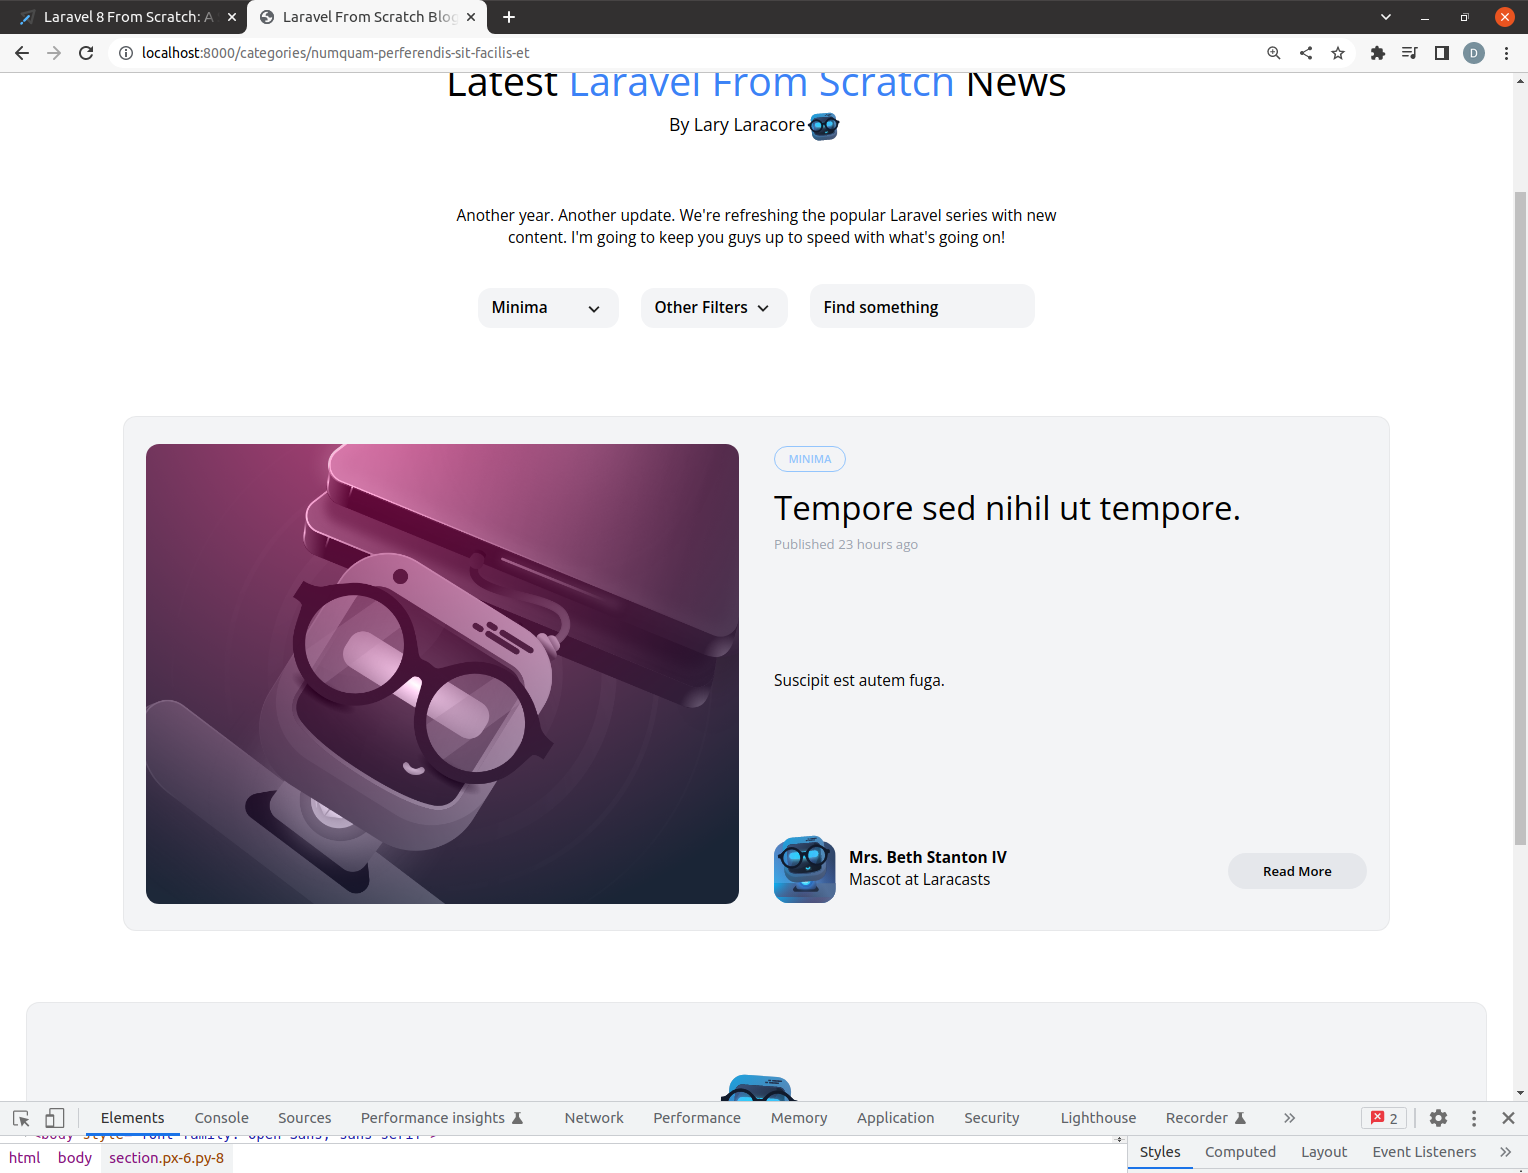 Laravel 8 From Scratch: A
Laravel From Scratch Blog
localhost:8000/categories/numquam-perferendis-sit-facilis-et
D
Latest Laravel From Scratch News
By Lary Laracore
Another year. Another update. We're refreshing the popular Laravel series with new
content. I'm going to keep you guys up to speed with what's going on!
Minima
Other Filters
Find something
MINIMA
Tempore sed nihil ut tempore.
Published 23 hours ago
Suscipit est autem fuga.
Mrs. Beth Stanton IV
Mascot at Laracasts
Read More
Elements Console Sources Performance insights Network Performance Memory Application Security Lighthouse Recorder 2
html body section.px-6.py-8
Styles Computed Layout Event Listeners